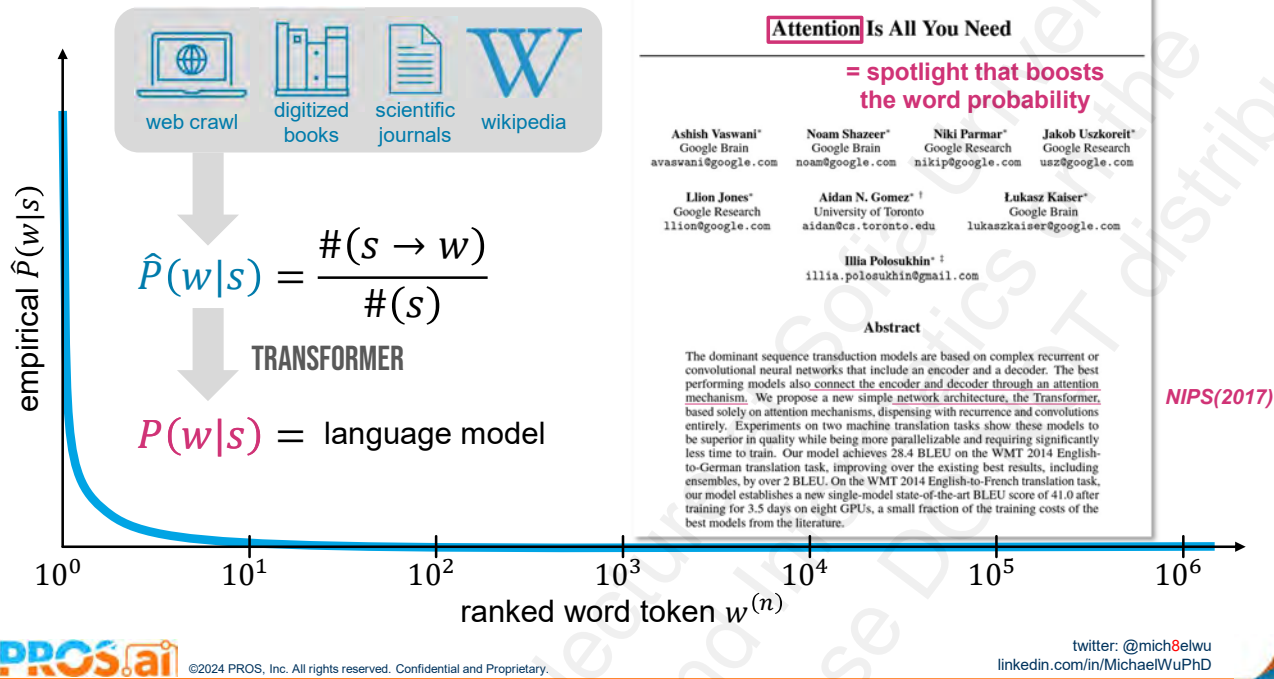 web crawl
digitized
books
scientific
journals
wikipedia
W
empirical P̂(w|s)
P̂(w|s) = #(s → w) / #(s)
TRANSFORMER
P(w|s) = language model
10⁰ 10¹ 10² 10³ 10⁴ 10⁵ 10⁶
ranked word token w⁽ⁿ⁾
Attention Is All You Need
= spotlight that boosts
the word probability
Ashish Vaswani* Noam Shazeer* Niki Parmar* Jakob Uszkoreit*
Google Brain Google Brain Google Research Google Research
avaswani@google.com noam@google.com nikip@google.com usz@google.com
Llion Jones* Aidan N. Gomez* † Łukasz Kaiser*
Google Research University of Toronto Google Brain
llion@google.com aidan@cs.toronto.edu lukaszkaiser@google.com
Illia Polosukhin* ‡
illia.polosukhin@gmail.com
Abstract
The dominant sequence transduction models are based on complex recurrent or
convolutional neural networks that include an encoder and a decoder. The best
performing models also connect the encoder and decoder through an attention
mechanism. We propose a new simple network architecture, the Transformer,
based solely on attention mechanisms, dispensing with recurrence and convolutions
entirely. Experiments on two machine translation tasks show these models to
be superior in quality while being more parallelizable and requiring significantly
less time to train. Our model achieves 28.4 BLEU on the WMT 2014 English-
to-German translation task, improving over the existing best results, including
ensembles, by over 2 BLEU. On the WMT 2014 English-to-French translation task,
our model establishes a new single-model state-of-the-art BLEU score of 41.0 after
training for 3.5 days on eight GPUs, a small fraction of the training costs of the
best models from the literature.
NIPS(2017)
PROS.ai
©2024 PROS, Inc. All rights reserved. Confidential and Proprietary.
twitter: @mich8elwu
linkedin.com/in/MichaelWuPhD